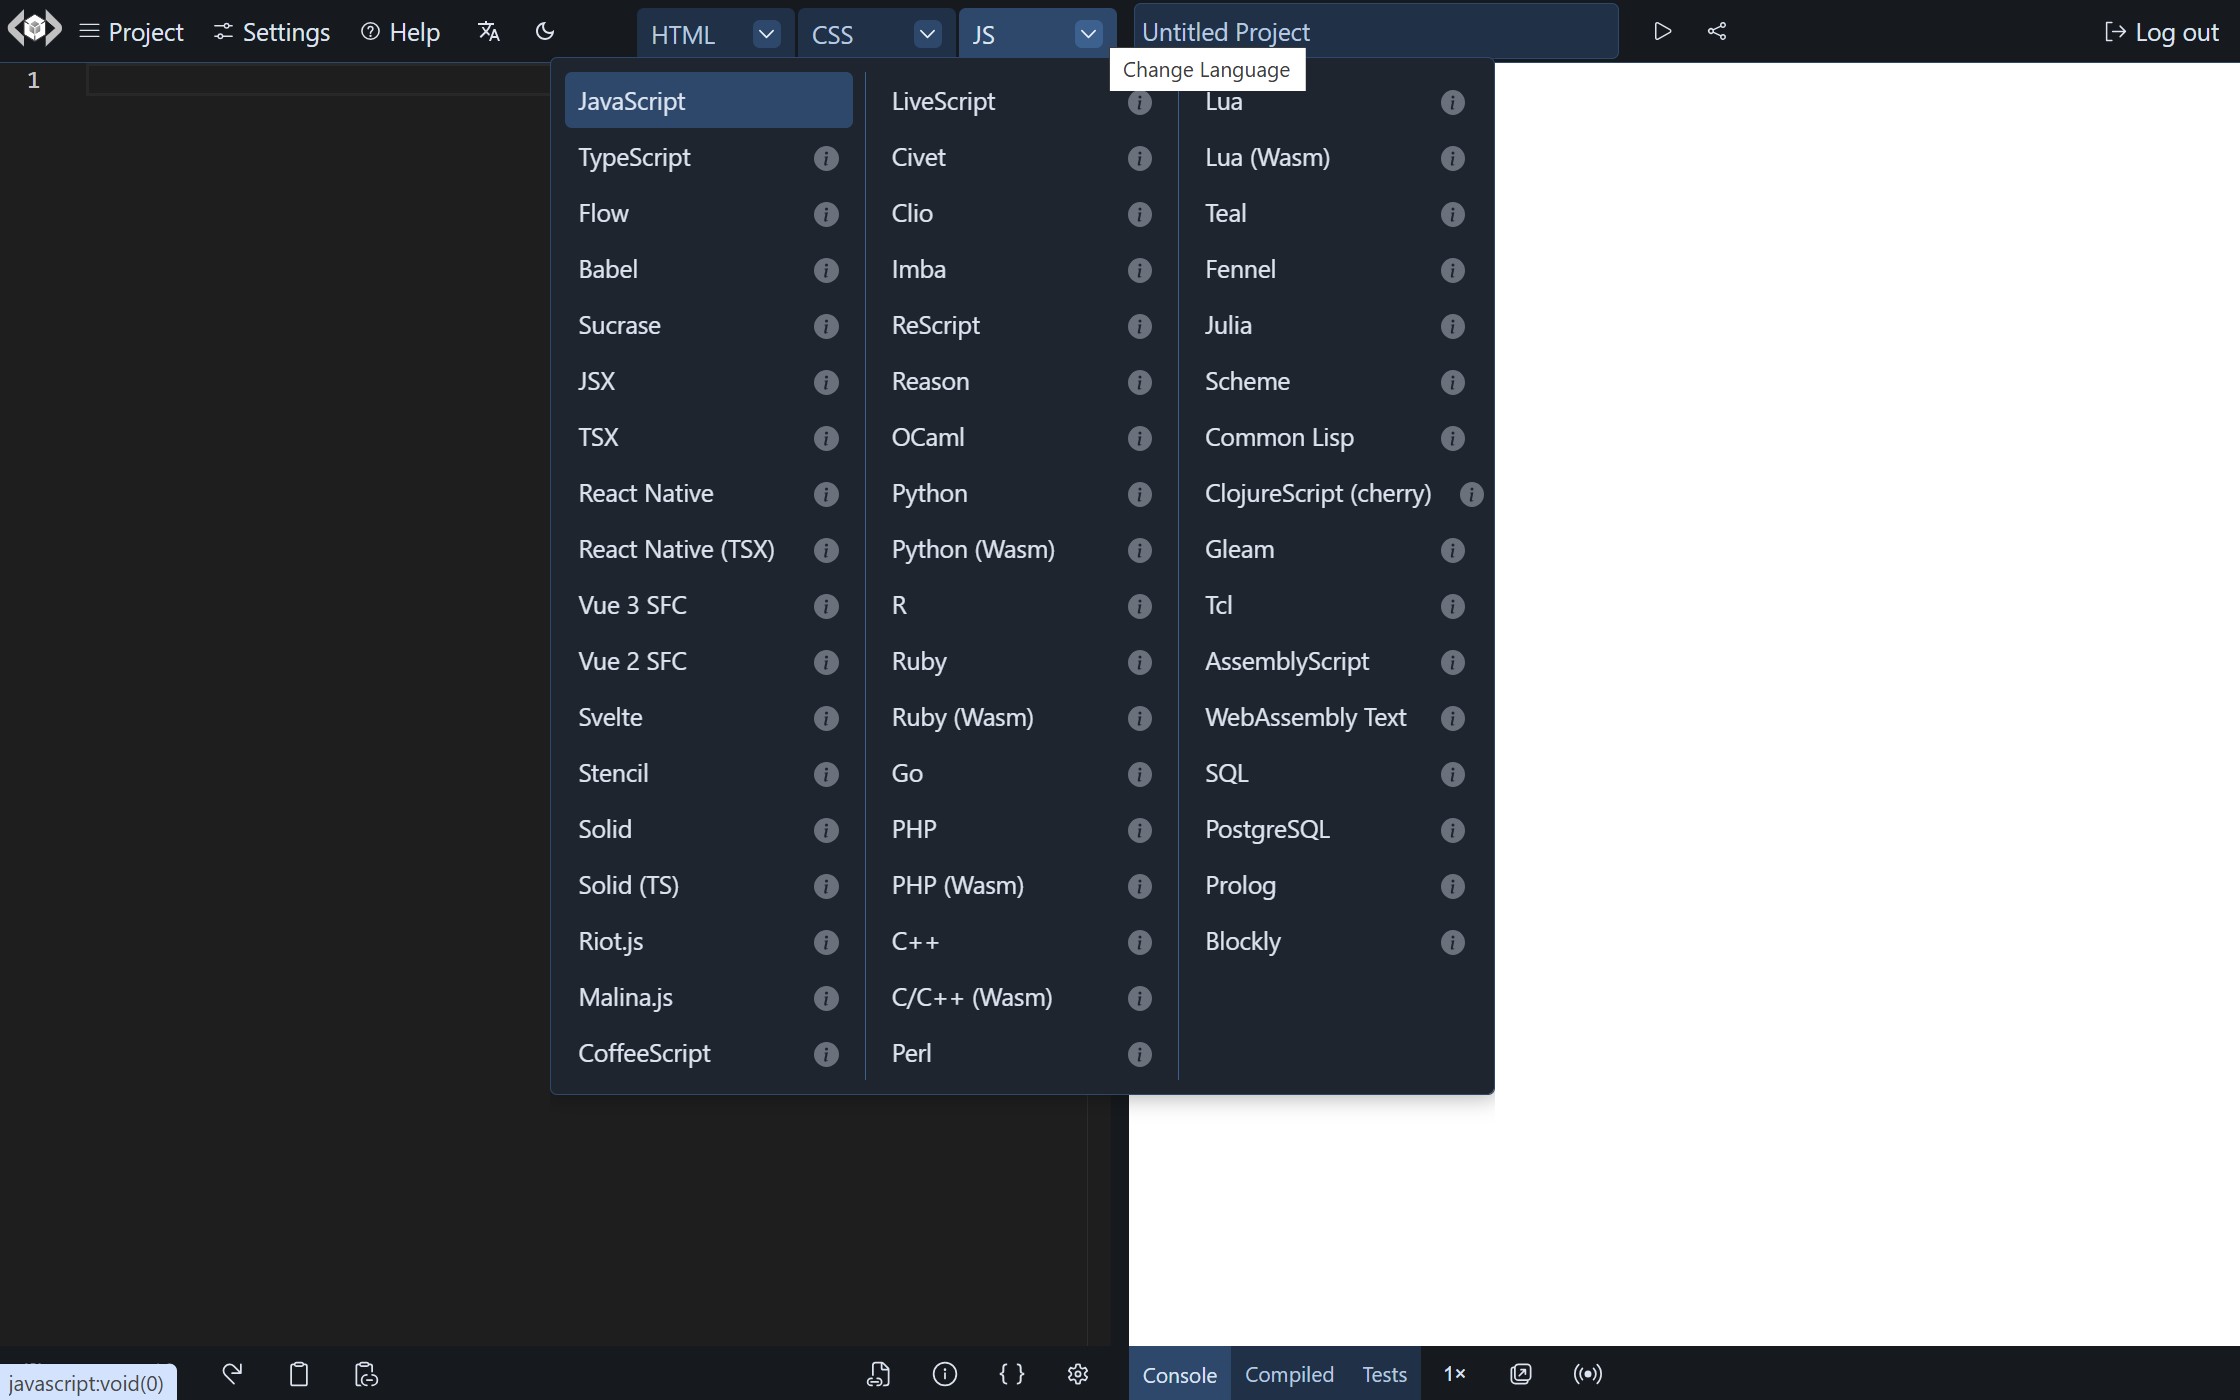 Project Settings Help HTML CSS JS Untitled Project Log out
Change Language
1
JavaScript
TypeScript
Flow
Babel
Sucrase
JSX
TSX
React Native
React Native (TSX)
Vue 3 SFC
Vue 2 SFC
Svelte
Stencil
Solid
Solid (TS)
Riot.js
Malina.js
CoffeeScript
LiveScript
Civet
Clio
Imba
ReScript
Reason
OCaml
Python
Python (Wasm)
R
Ruby
Ruby (Wasm)
Go
PHP
PHP (Wasm)
C++
C/C++ (Wasm)
Perl
Lua
Lua (Wasm)
Teal
Fennel
Julia
Scheme
Common Lisp
ClojureScript (cherry)
Gleam
Tcl
AssemblyScript
WebAssembly Text
SQL
PostgreSQL
Prolog
Blockly
javascript:void(0)
Console Compiled Tests 1×